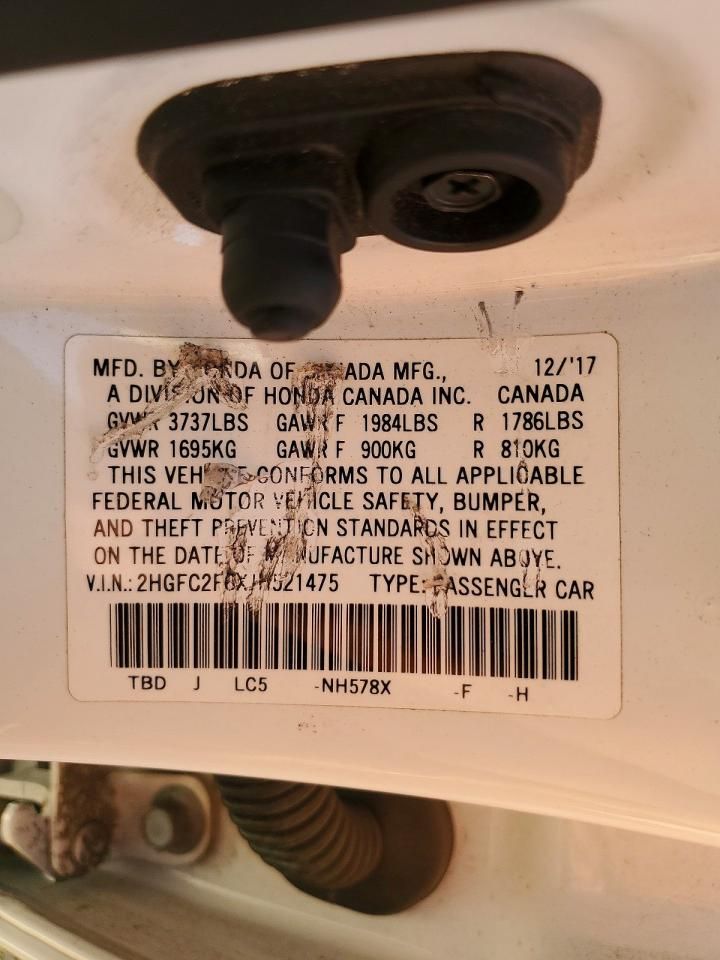 MFD. BY HONDA OF CANADA MFG., 12/'17
A DIVISION OF HONDA CANADA INC. CANADA
GVWR 3737LBS GAWR F 1984LBS R 1786LBS
GVWR 1695KG GAWR F 900KG R 810KG
THIS VEHICLE CONFORMS TO ALL APPLICABLE
FEDERAL MOTOR VEHICLE SAFETY, BUMPER,
AND THEFT PREVENTION STANDARDS IN EFFECT
ON THE DATE OF MANUFACTURE SHOWN ABOVE.
V.I.N.: TYPE: PASSENGER CAR
TBD J LC5 -NH578X -F -H